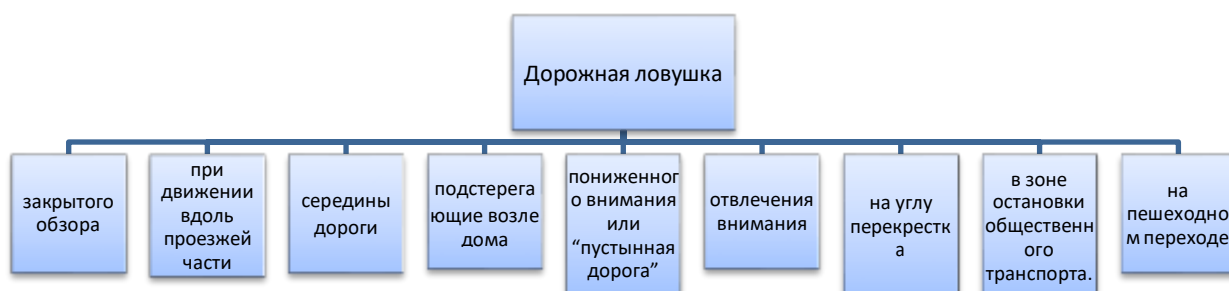 Дорожная ловушка
закрытого
обзора
при
движении
вдоль
проезжей
части
середины
дороги
подстерега
ющие возле
дома
пониженног
о внимания
или
“пустынная
дорога”
отвлечения
внимания
на углу
перекрестк
а
в зоне
остановки
общественн
ого
транспорта.
на
пешеходно
м переходе